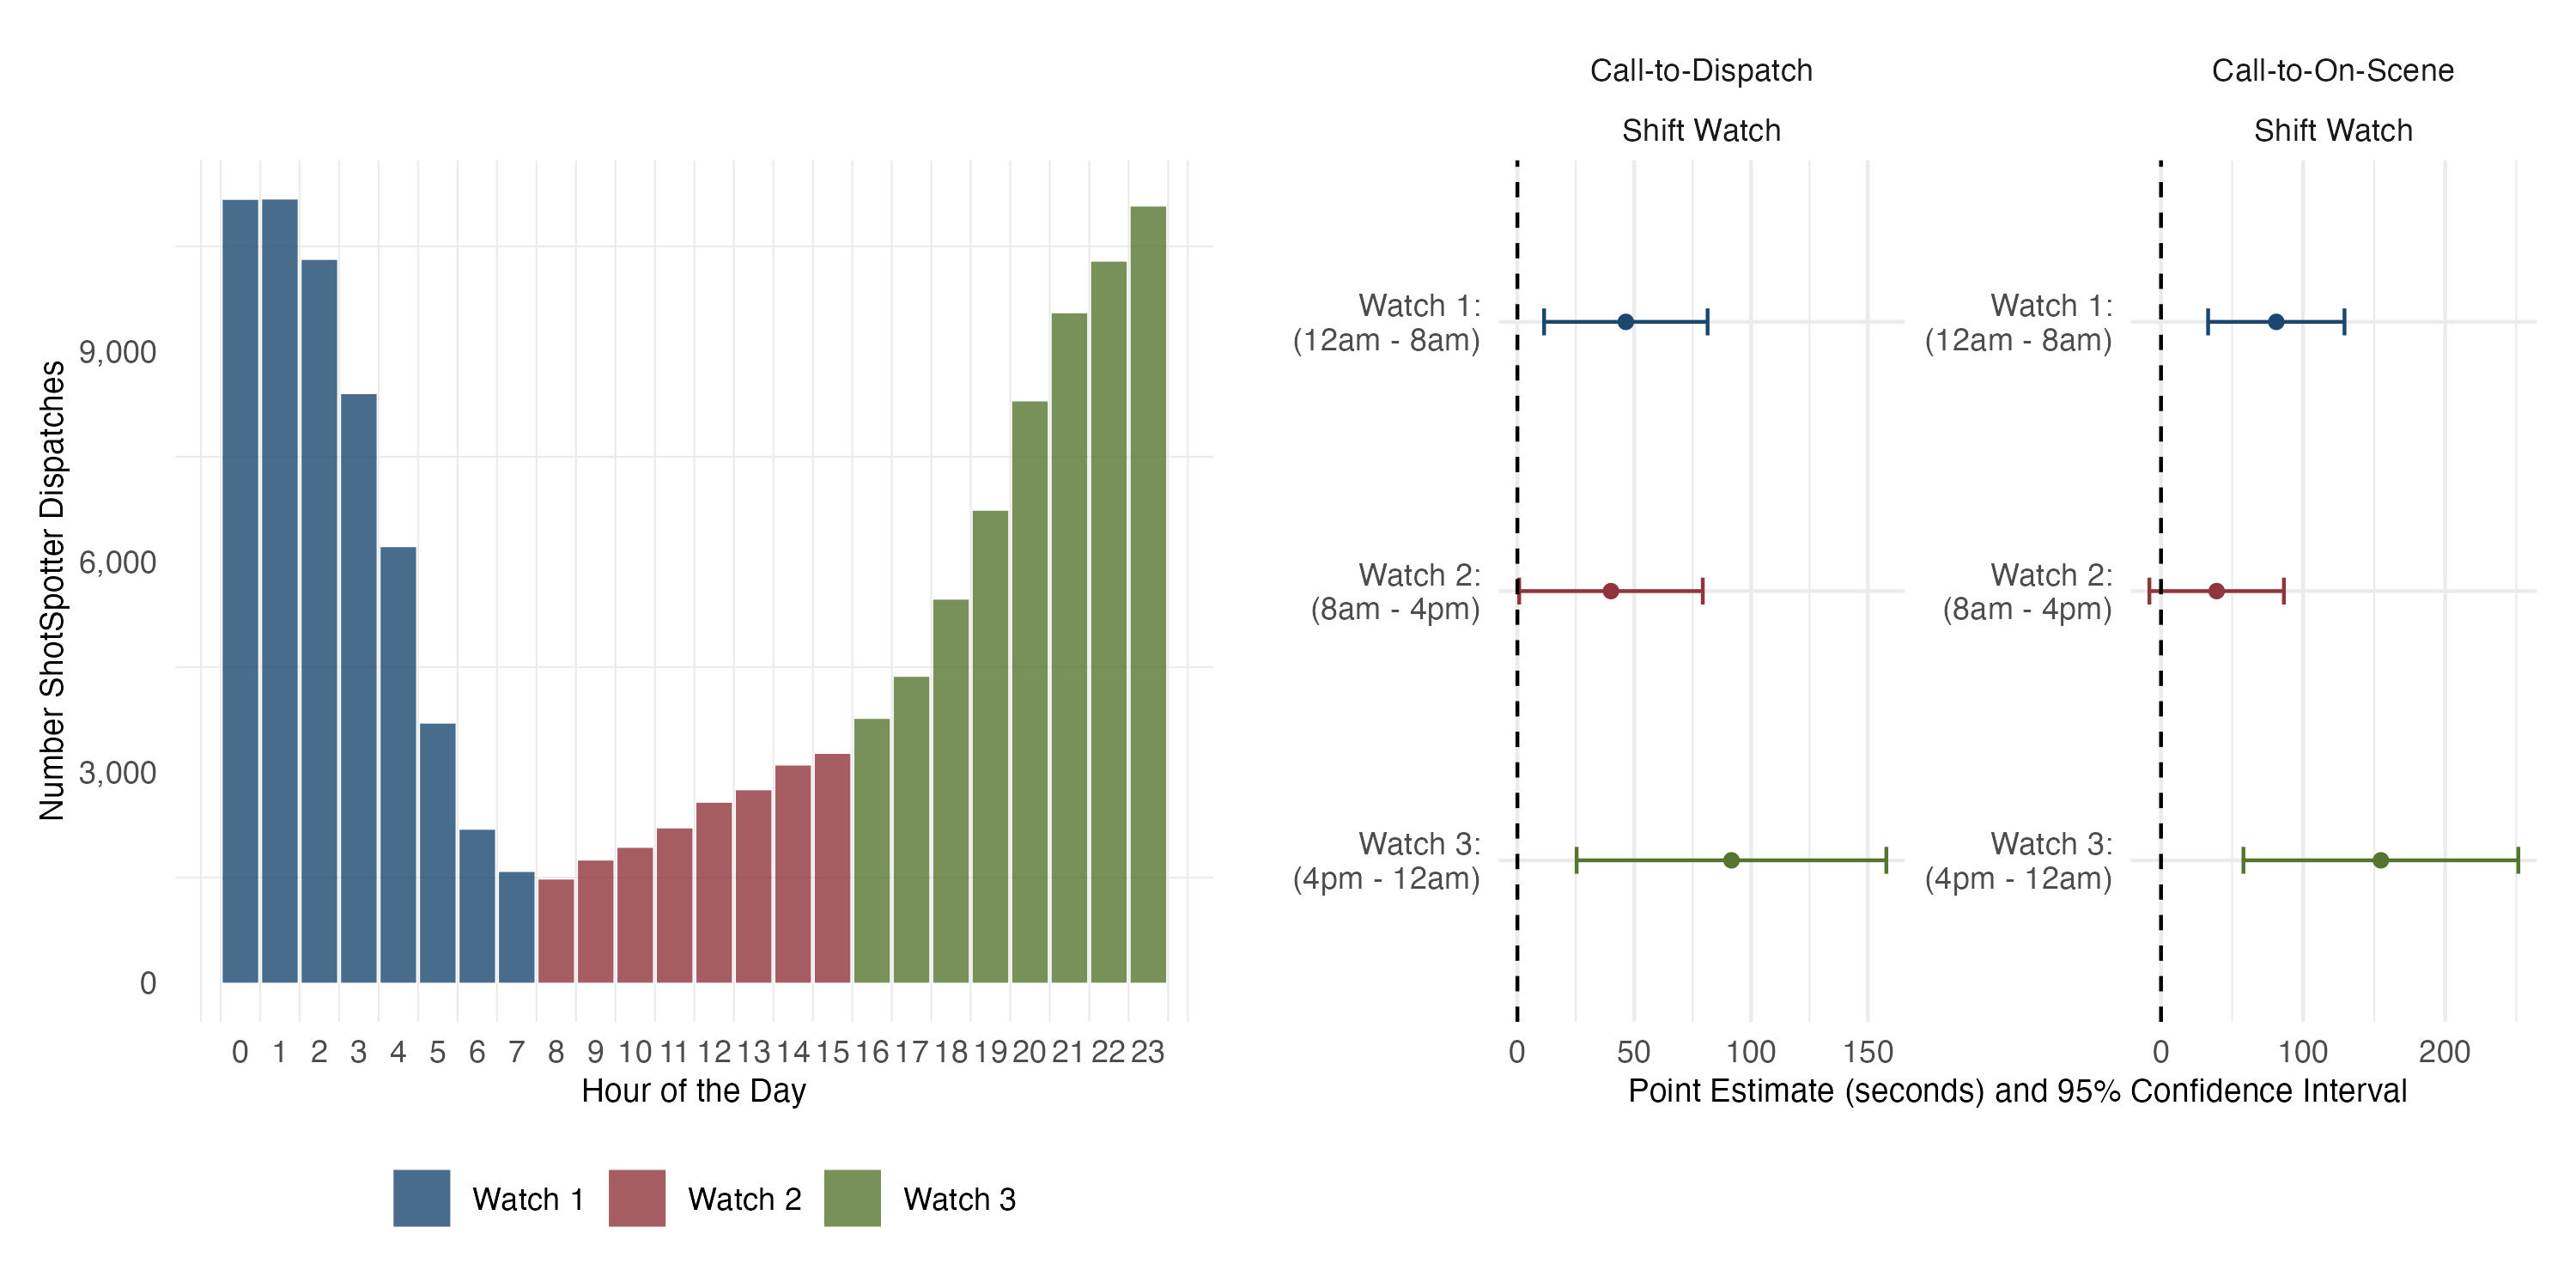 Number ShotSpotter Dispatches
9,000
6,000
3,000
0
0 1 2 3 4 5 6 7 8 9 10 11 12 13 14 15 16 17 18 19 20 21 22 23
Hour of the Day
Watch 1 Watch 2 Watch 3
Call-to-Dispatch
Shift Watch
Watch 1:
(12am - 8am)
Watch 2:
(8am - 4pm)
Watch 3:
(4pm - 12am)
0 50 100 150
Call-to-On-Scene
Shift Watch
Watch 1:
(12am - 8am)
Watch 2:
(8am - 4pm)
Watch 3:
(4pm - 12am)
0 100 200
Point Estimate (seconds) and 95% Confidence Interval